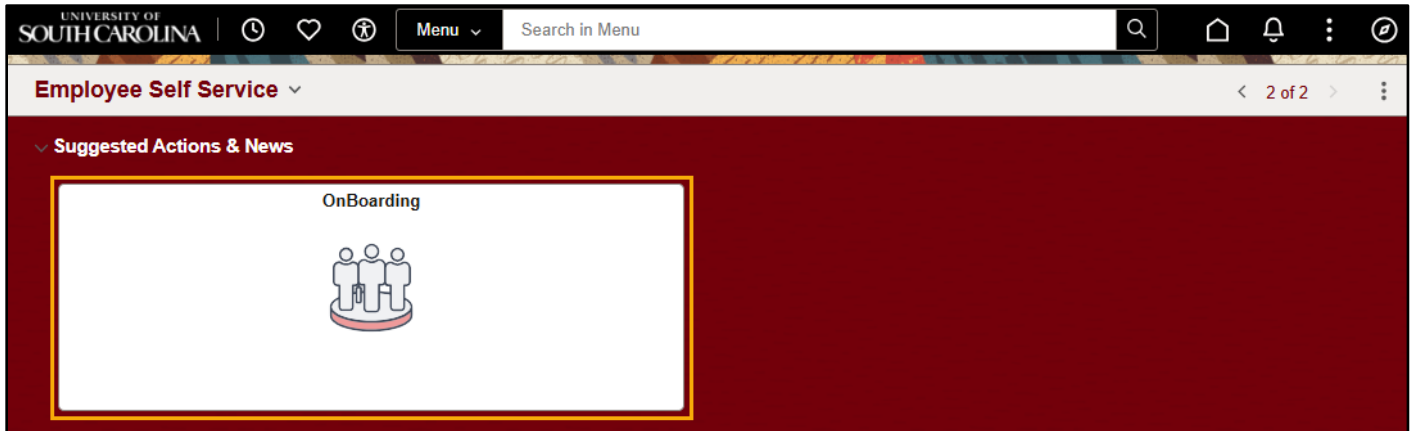 UNIVERSITY OF
SOUTH CAROLINA
Menu
Search in Menu
Employee Self Service
2 of 2
Suggested Actions & News
OnBoarding